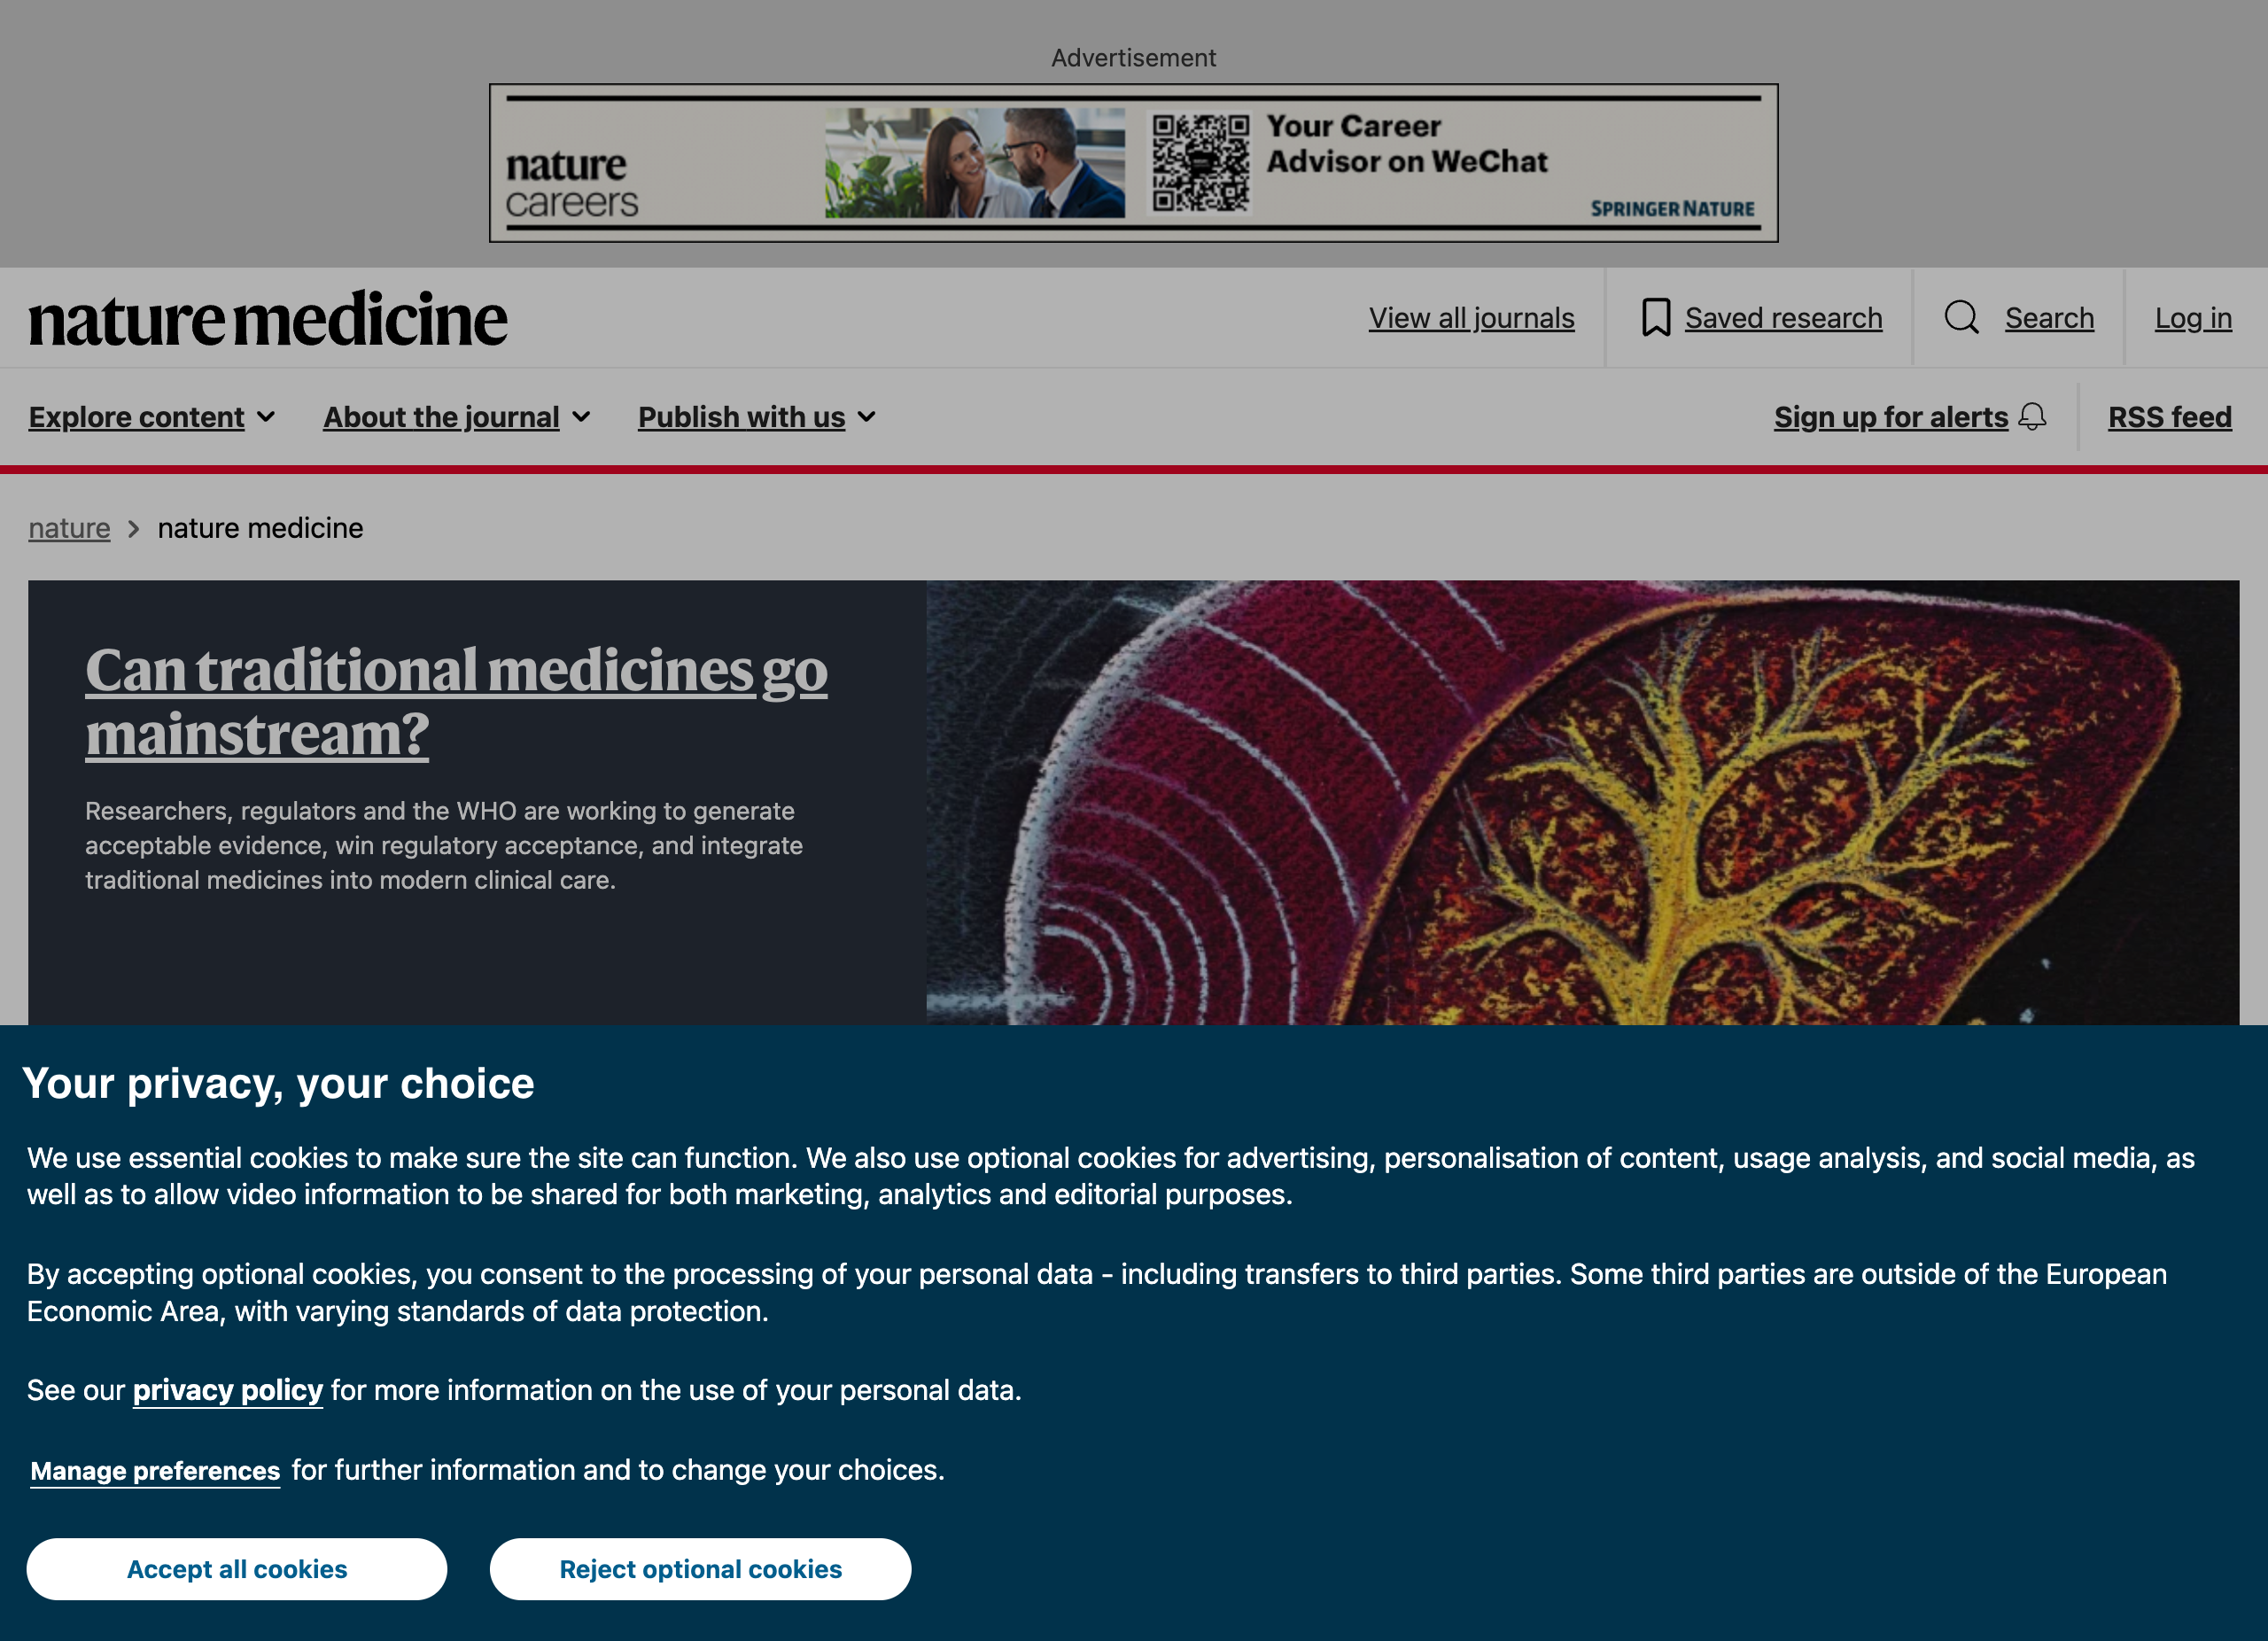 Advertisement
nature
careers
Your Career
Advisor on WeChat
SPRINGER NATURE
nature medicine
View all journals
Saved research
Search
Log in
Explore content
About the journal
Publish with us
Sign up for alerts
RSS feed
nature > nature medicine
Can traditional medicines go
mainstream?
Researchers, regulators and the WHO are working to generate
acceptable evidence, win regulatory acceptance, and integrate
traditional medicines into modern clinical care.
Your privacy, your choice
We use essential cookies to make sure the site can function. We also use optional cookies for advertising, personalisation of content, usage analysis, and social media, as
well as to allow video information to be shared for both marketing, analytics and editorial purposes.
By accepting optional cookies, you consent to the processing of your personal data - including transfers to third parties. Some third parties are outside of the European
Economic Area, with varying standards of data protection.
See our privacy policy for more information on the use of your personal data.
Manage preferences for further information and to change your choices.
Accept all cookies
Reject optional cookies